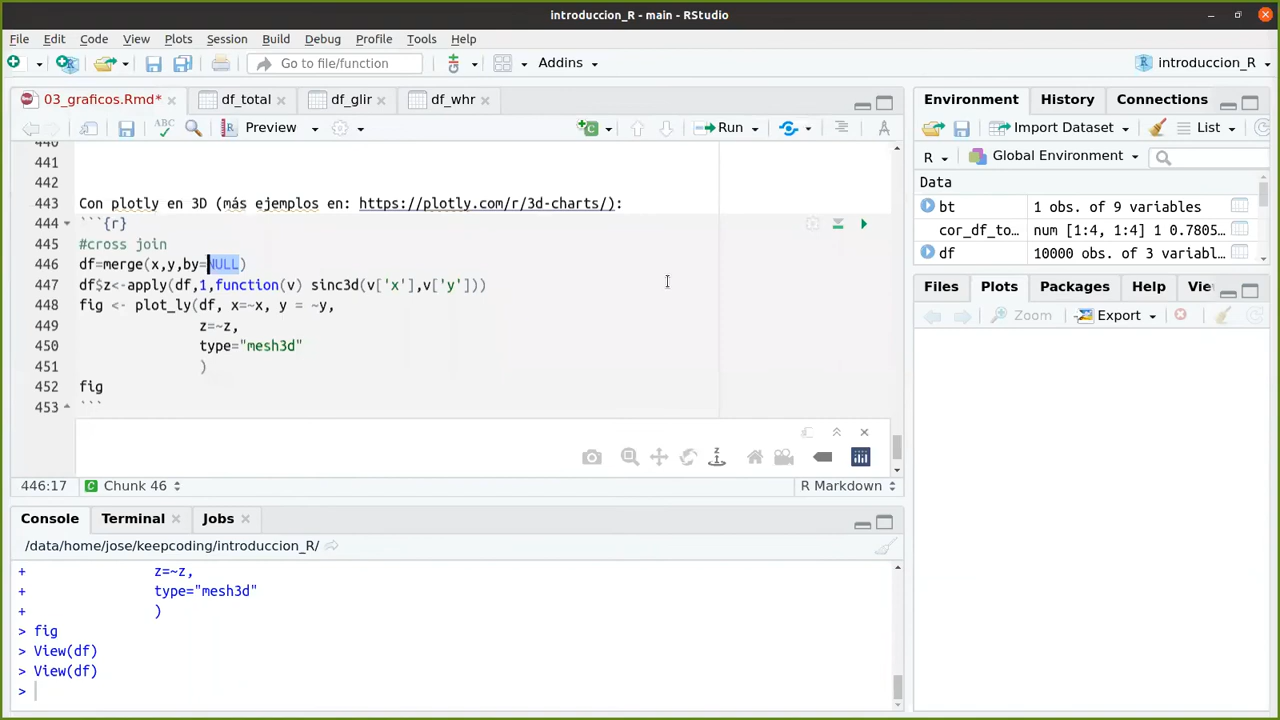 introduccion_R - main - RStudio
File Edit Code View Plots Session Build Debug Profile Tools Help
Go to file/function Addins introduccion_R
03_graficos.Rmd* df_total df_glir df_whr
ABC Preview Run
440
441
442
443 Con plotly en 3D (más ejemplos en: https://plotly.com/r/3d-charts/):
444 ```{r}
445 #cross join
446 df=merge(x,y,by=NULL)
447 df$z<-apply(df,1,function(v) sinc3d(v['x'],v['y']))
448 fig <- plot_ly(df, x=~x, y = ~y,
449 z=~z,
450 type="mesh3d"
451 )
452 fig
453 ```
446:17 Chunk 46 R Markdown
Console Terminal Jobs
/data/home/jose/keepcoding/introduccion_R/
+ z=~z,
+ type="mesh3d"
+ )
> fig
> View(df)
> View(df)
>
Environment History Connections
Import Dataset List
R Global Environment
Data
bt 1 obs. of 9 variables
cor_df_to... num [1:4, 1:4] 1 0.7805...
df 10000 obs. of 3 variabl...
Files Plots Packages Help Vie
Zoom Export